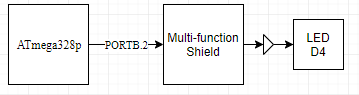 ATmega328p
PORTB.2
Multi-function
Shield
LED
D4